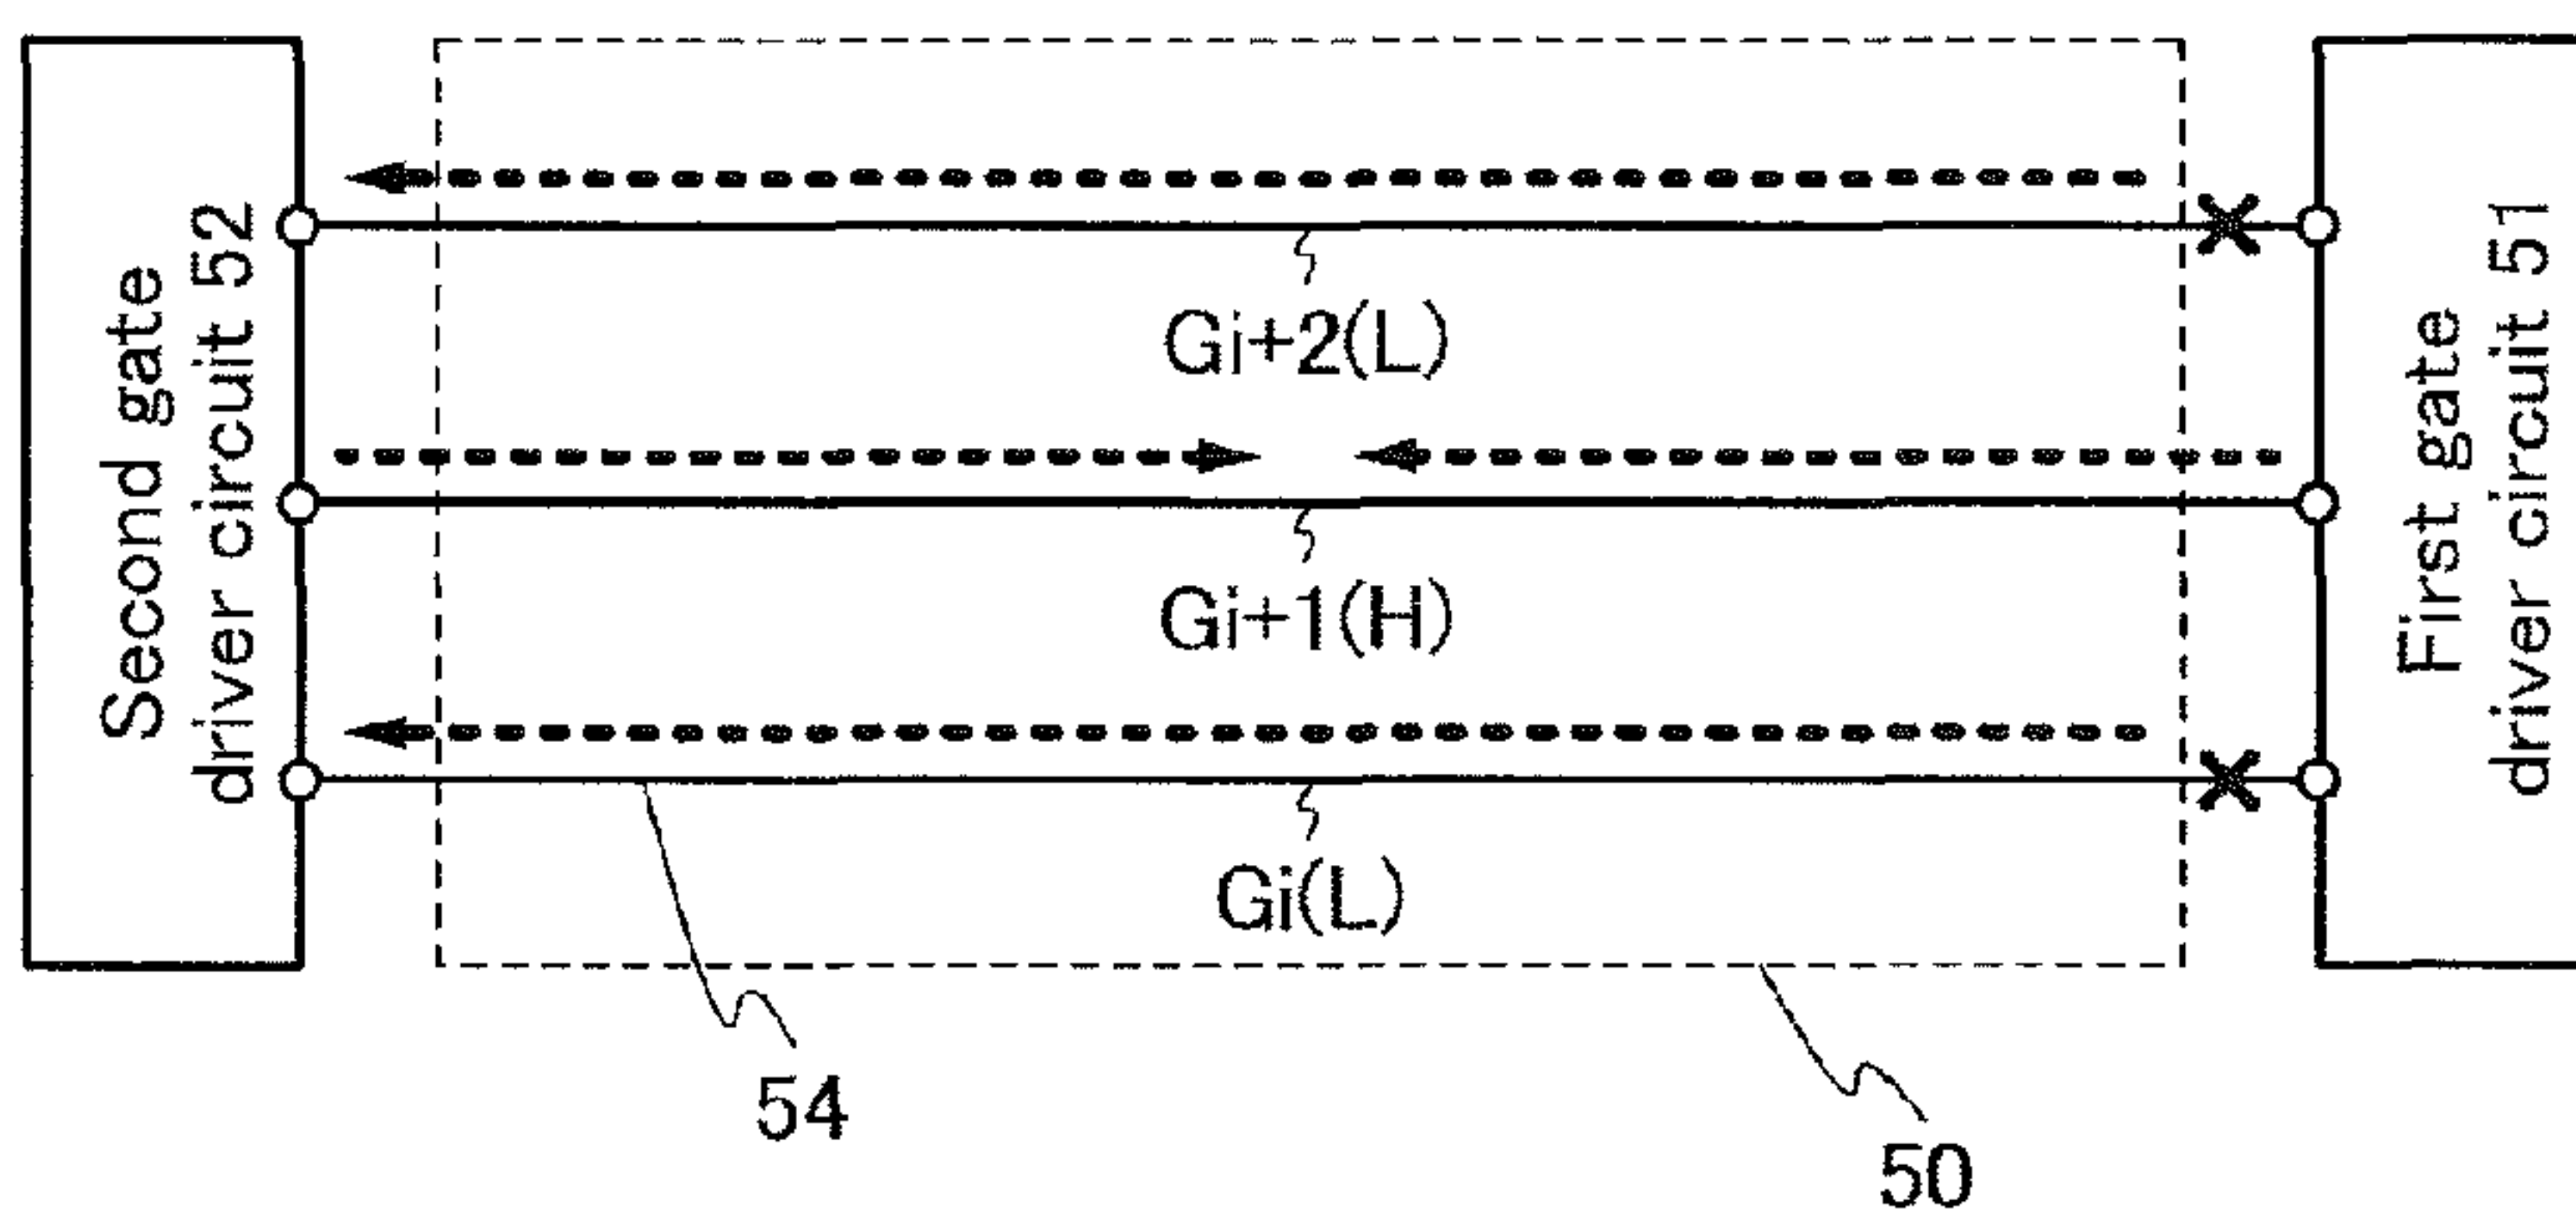 Second gate
driver circuit 52
Gi+2(L)
Gi+1(H)
Gi(L)
First gate
driver circuit 51
54
50